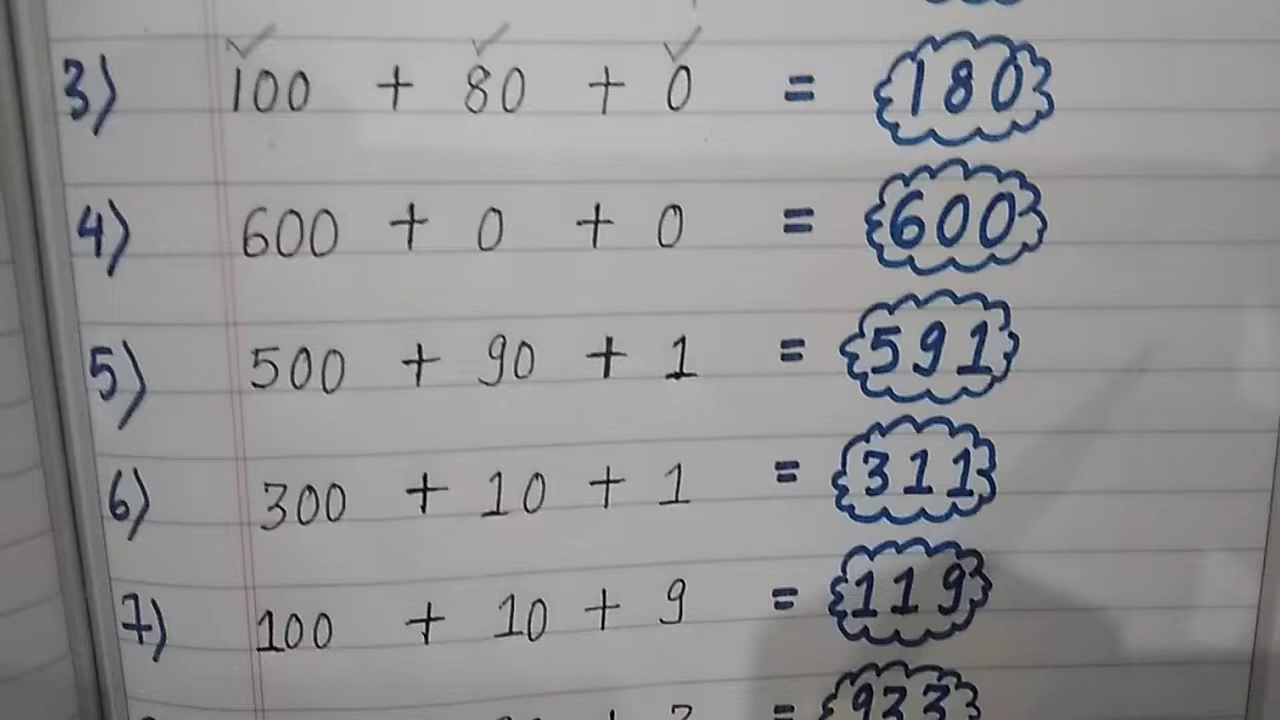 3) 100 + 80 + 0 = 180
4) 600 + 0 + 0 = 600
5) 500 + 90 + 1 = 591
6) 300 + 10 + 1 = 311
7) 100 + 10 + 9 = 119
= 933